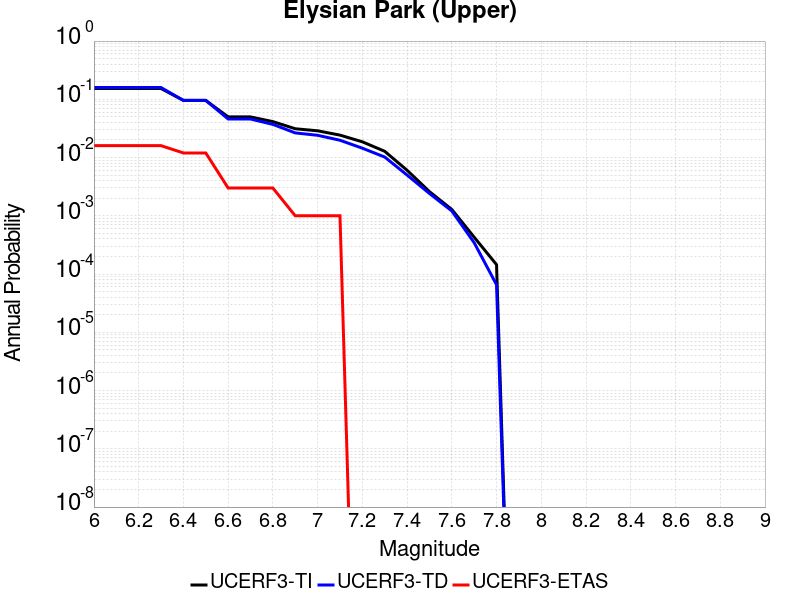 Elysian Park (Upper)
Annual Probability
10^0
10^-1
10^-2
10^-3
10^-4
10^-5
10^-6
10^-7
10^-8
6 6.2 6.4 6.6 6.8 7 7.2 7.4 7.6 7.8 8 8.2 8.4 8.6 8.8 9
Magnitude
UCERF3-TI UCERF3-TD UCERF3-ETAS